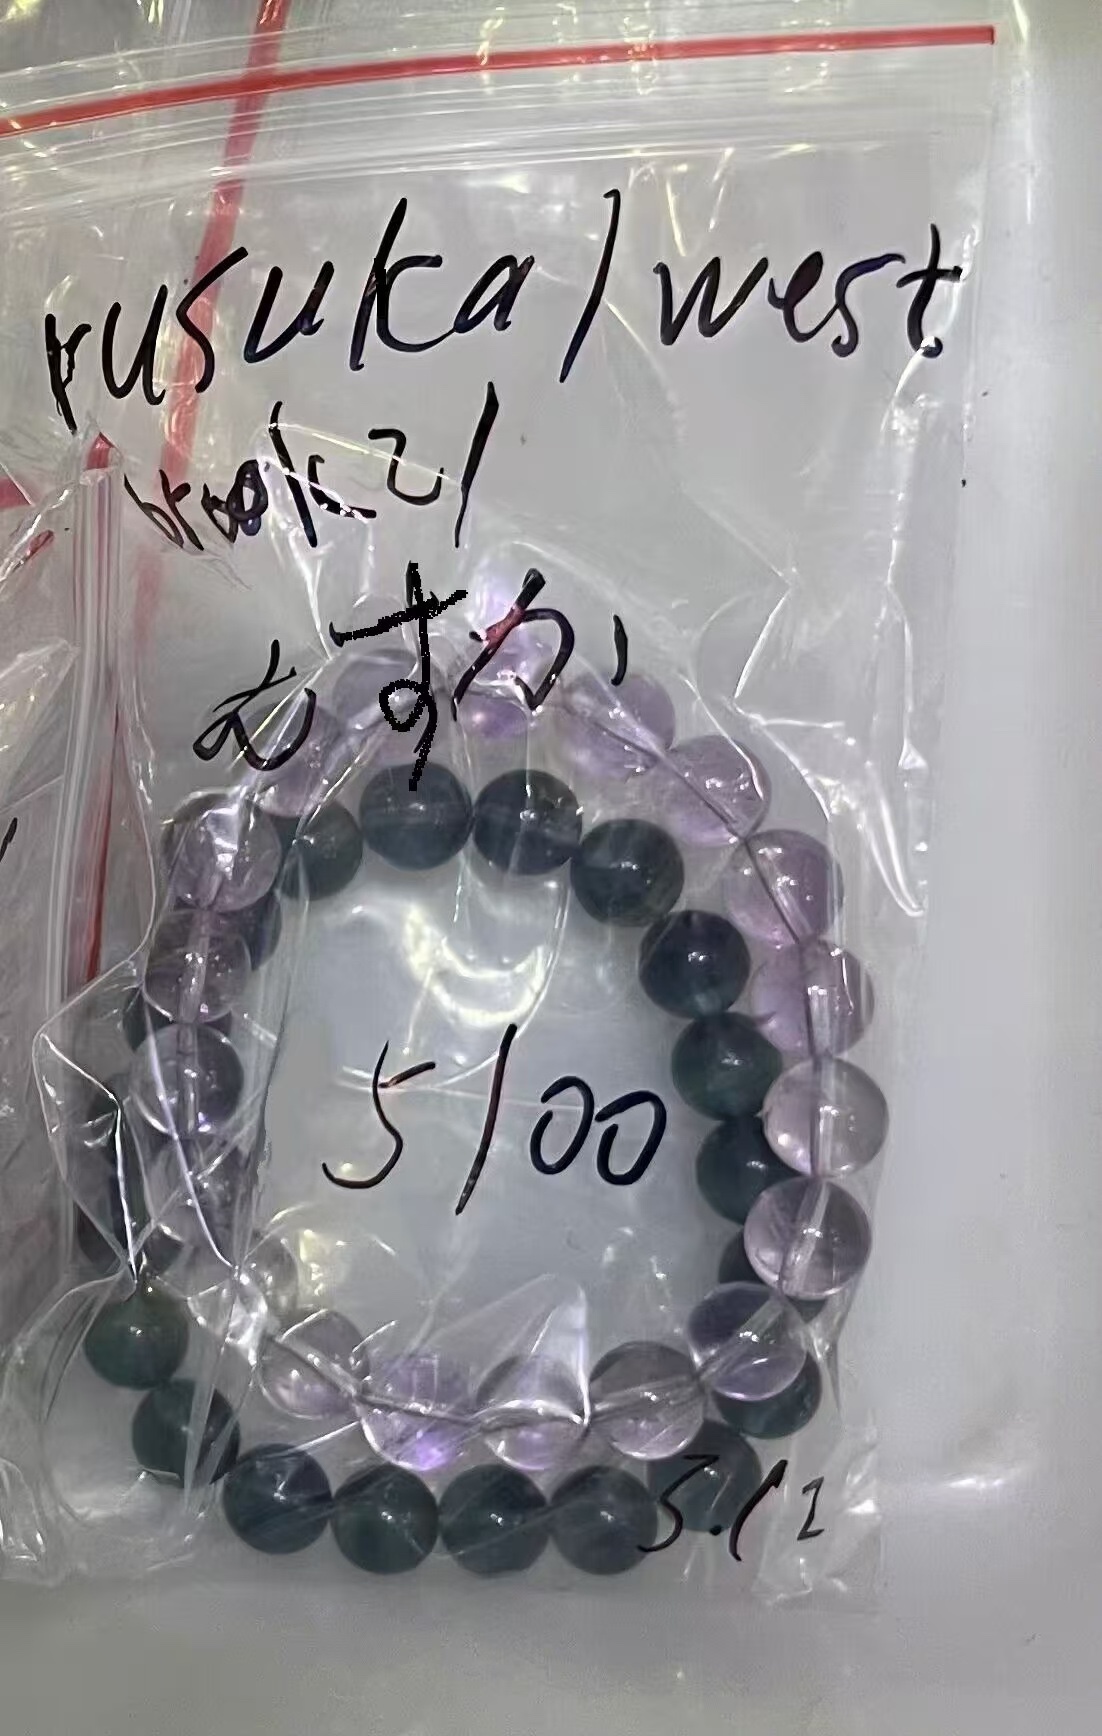 rusuka/west
brook21
むすか
5100
3.12